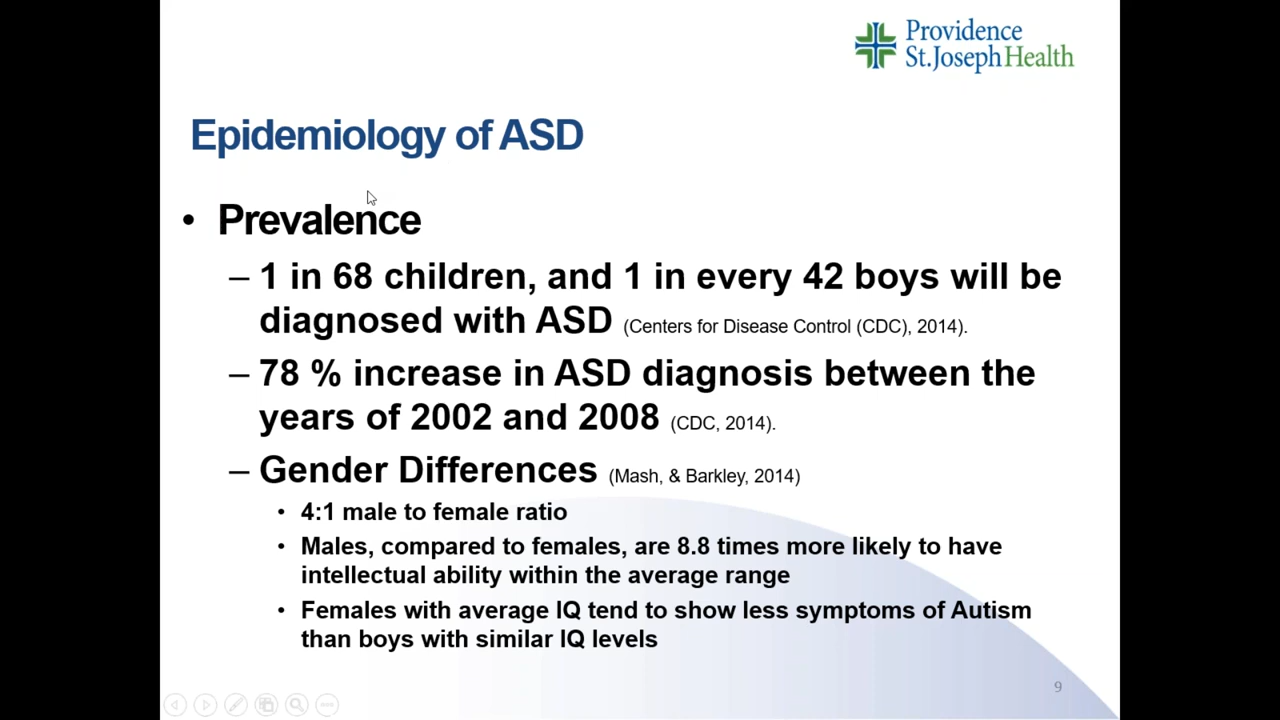 Providence
St.Joseph Health
Epidemiology of ASD
• Prevalence
– 1 in 68 children, and 1 in every 42 boys will be
diagnosed with ASD (Centers for Disease Control (CDC), 2014).
– 78 % increase in ASD diagnosis between the
years of 2002 and 2008 (CDC, 2014).
– Gender Differences (Mash, & Barkley, 2014)
• 4:1 male to female ratio
• Males, compared to females, are 8.8 times more likely to have
intellectual ability within the average range
• Females with average IQ tend to show less symptoms of Autism
than boys with similar IQ levels
9